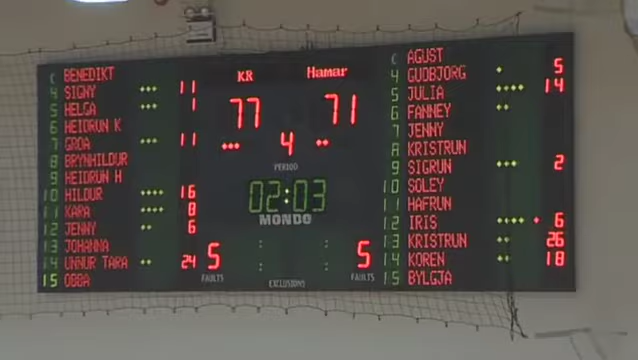 KR Hamar
77 71
4
PERIOD
02:03
MONDO
5 5
FAULTS FAULTS
EXCLUSIONS
C BENEDIKT
4 SIGNY 11
5 HELGA 1
6 HEIDRUN K
7 GROA 11
8 BRYNHILDUR
9 HEIDRUN H
10 HILDUR 16
11 KARA 8
12 JENNY 6
13 JOHANNA
14 UNNUR TARA 24
15 OBBA
C AGUST
4 GUDBJORG 5
5 JULIA 14
6 FANNEY
7 JENNY
8 KRISTRUN
9 SIGRUN 2
10 SOLEY
11 HAFRUN
12 IRIS 6
13 KRISTRUN 26
14 KOREN 18
15 BYLGJA